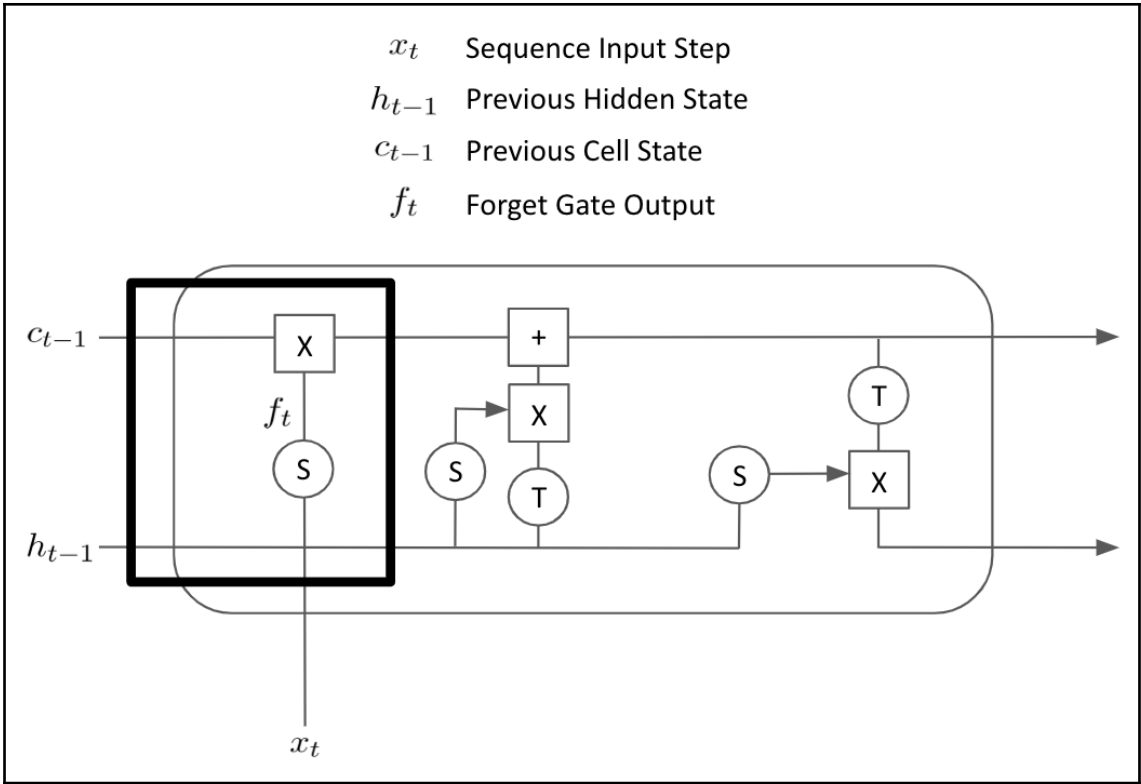 x_t Sequence Input Step
h_{t-1} Previous Hidden State
c_{t-1} Previous Cell State
f_t Forget Gate Output
c_{t-1}
X
+
f_t
X
T
S
S
T
S
X
h_{t-1}
x_t